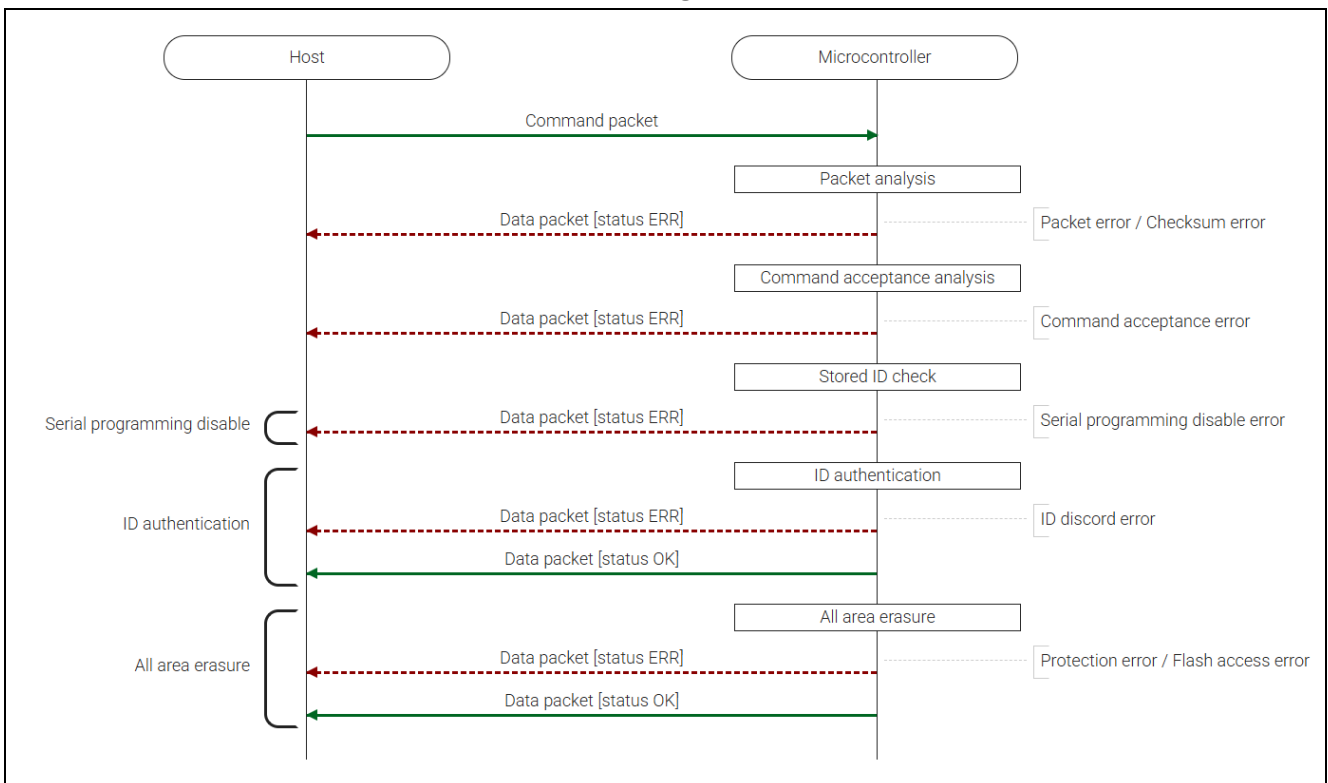 Host
Microcontroller
Command packet
Packet analysis
Data packet [status ERR]
Packet error / Checksum error
Command acceptance analysis
Data packet [status ERR]
Command acceptance error
Stored ID check
Serial programming disable
Data packet [status ERR]
Serial programming disable error
ID authentication
ID authentication
Data packet [status ERR]
ID discord error
Data packet [status OK]
All area erasure
All area erasure
Data packet [status ERR]
Protection error / Flash access error
Data packet [status OK]